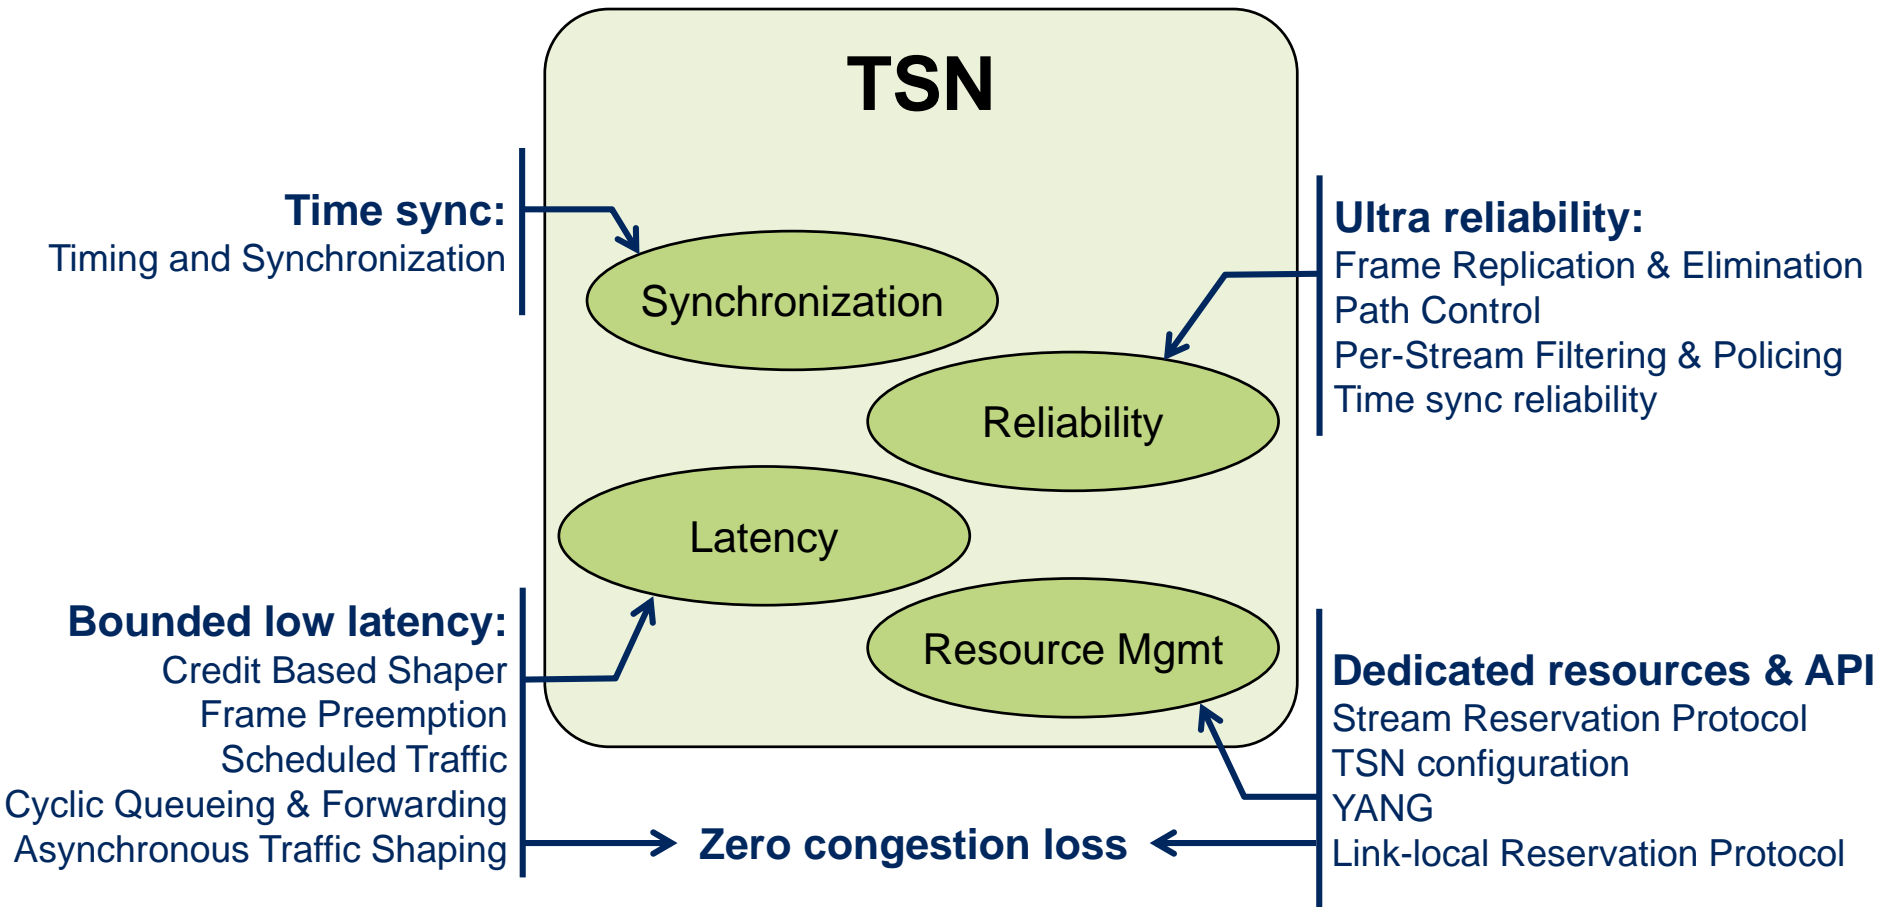 TSN
Time sync:
Timing and Synchronization
Synchronization
Ultra reliability:
Frame Replication & Elimination
Path Control
Per-Stream Filtering & Policing
Time sync reliability
Reliability
Latency
Bounded low latency:
Credit Based Shaper
Frame Preemption
Scheduled Traffic
Cyclic Queueing & Forwarding
Asynchronous Traffic Shaping
Resource Mgmt
Dedicated resources & API
Stream Reservation Protocol
TSN configuration
YANG
Link-local Reservation Protocol
Zero congestion loss